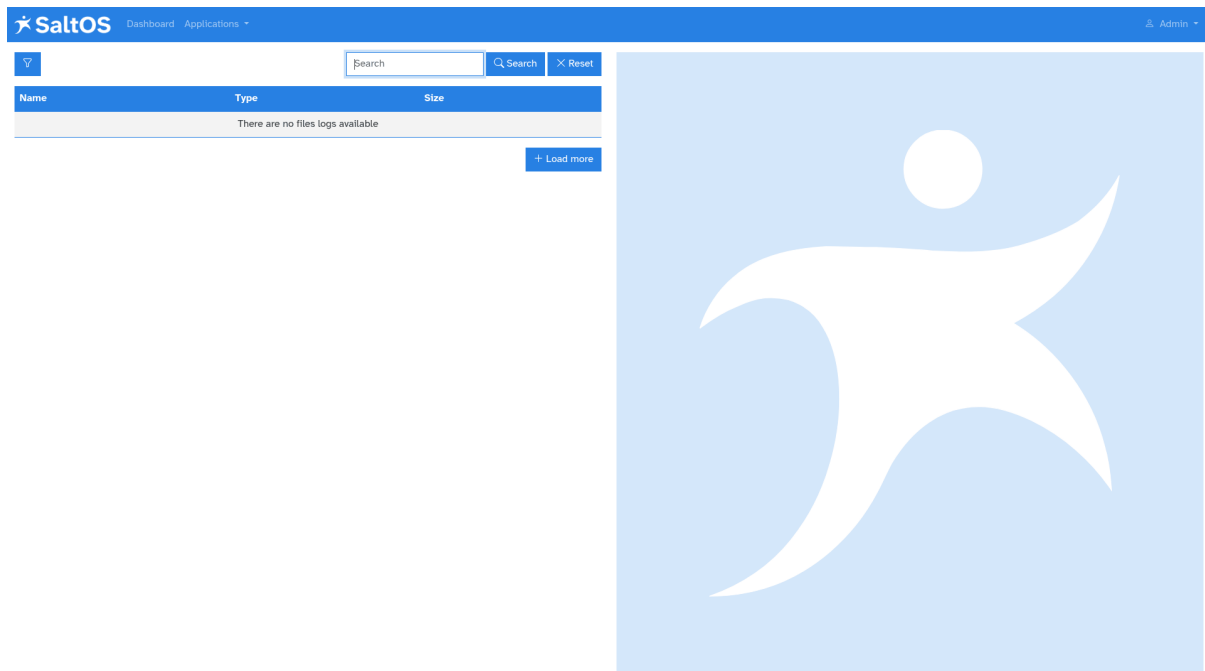 SaltOS Dashboard Applications Admin
Search Search Reset
Name Type Size
There are no files logs available
+ Load more